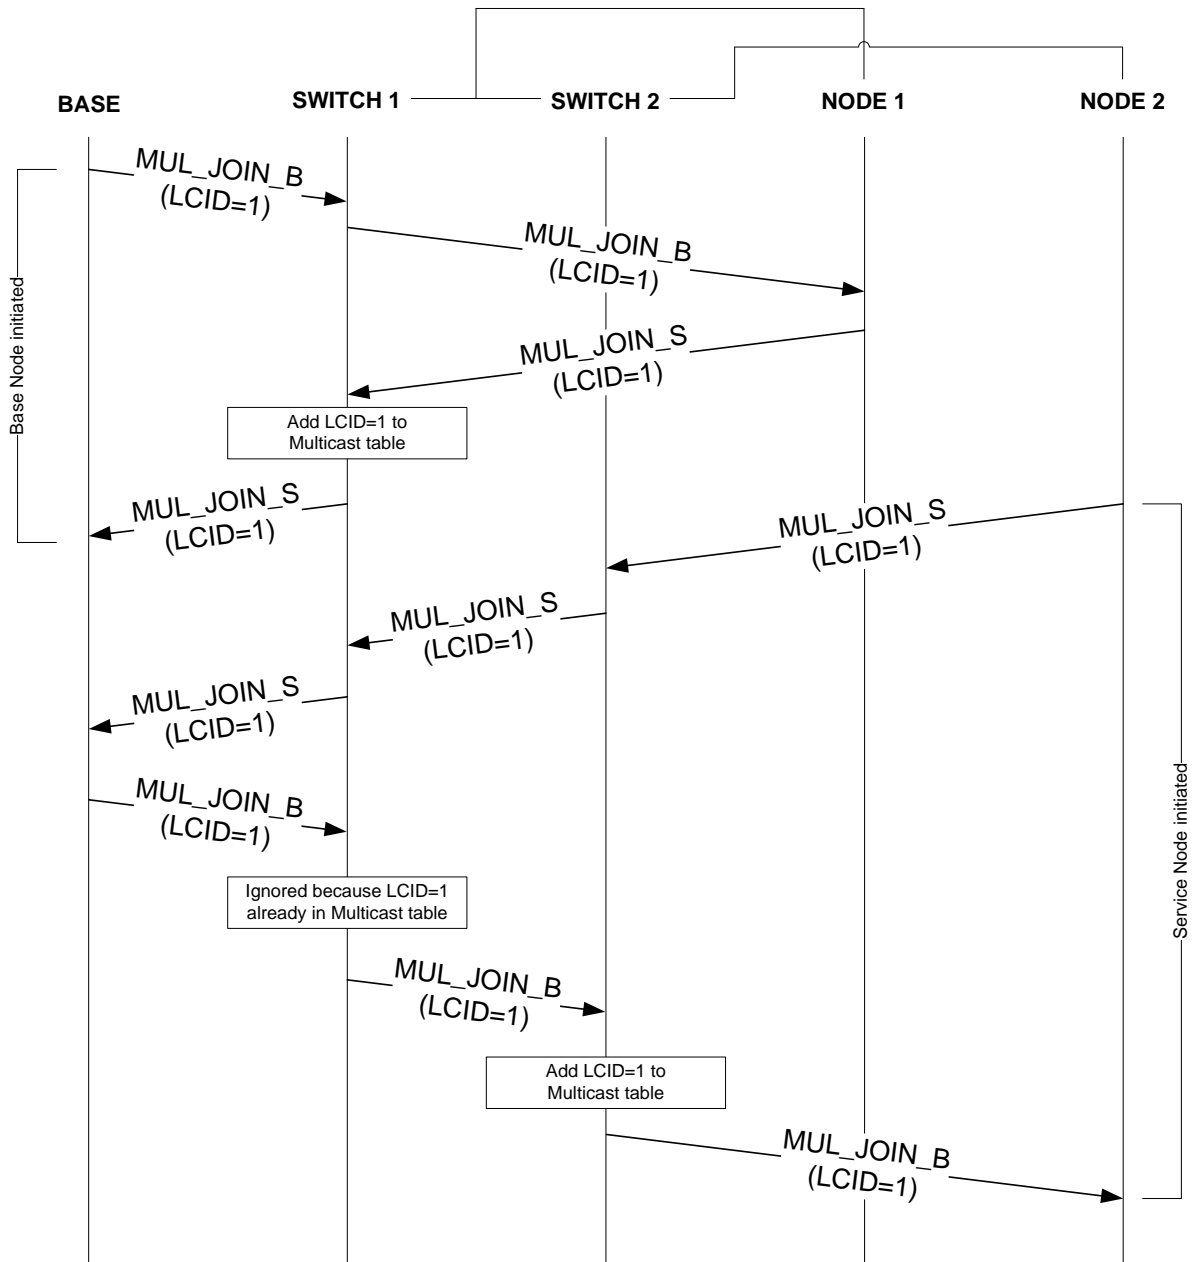 BASE
SWITCH 1
SWITCH 2
NODE 1
NODE 2
Base Node initiated
MUL_JOIN_B
(LCID=1)
MUL_JOIN_B
(LCID=1)
MUL_JOIN_S
(LCID=1)
Add LCID=1 to
Multicast table
MUL_JOIN_S
(LCID=1)
MUL_JOIN_S
(LCID=1)
MUL_JOIN_S
(LCID=1)
MUL_JOIN_S
(LCID=1)
MUL_JOIN_B
(LCID=1)
Service Node initiated
Ignored because LCID=1
already in Multicast table
MUL_JOIN_B
(LCID=1)
Add LCID=1 to
Multicast table
MUL_JOIN_B
(LCID=1)